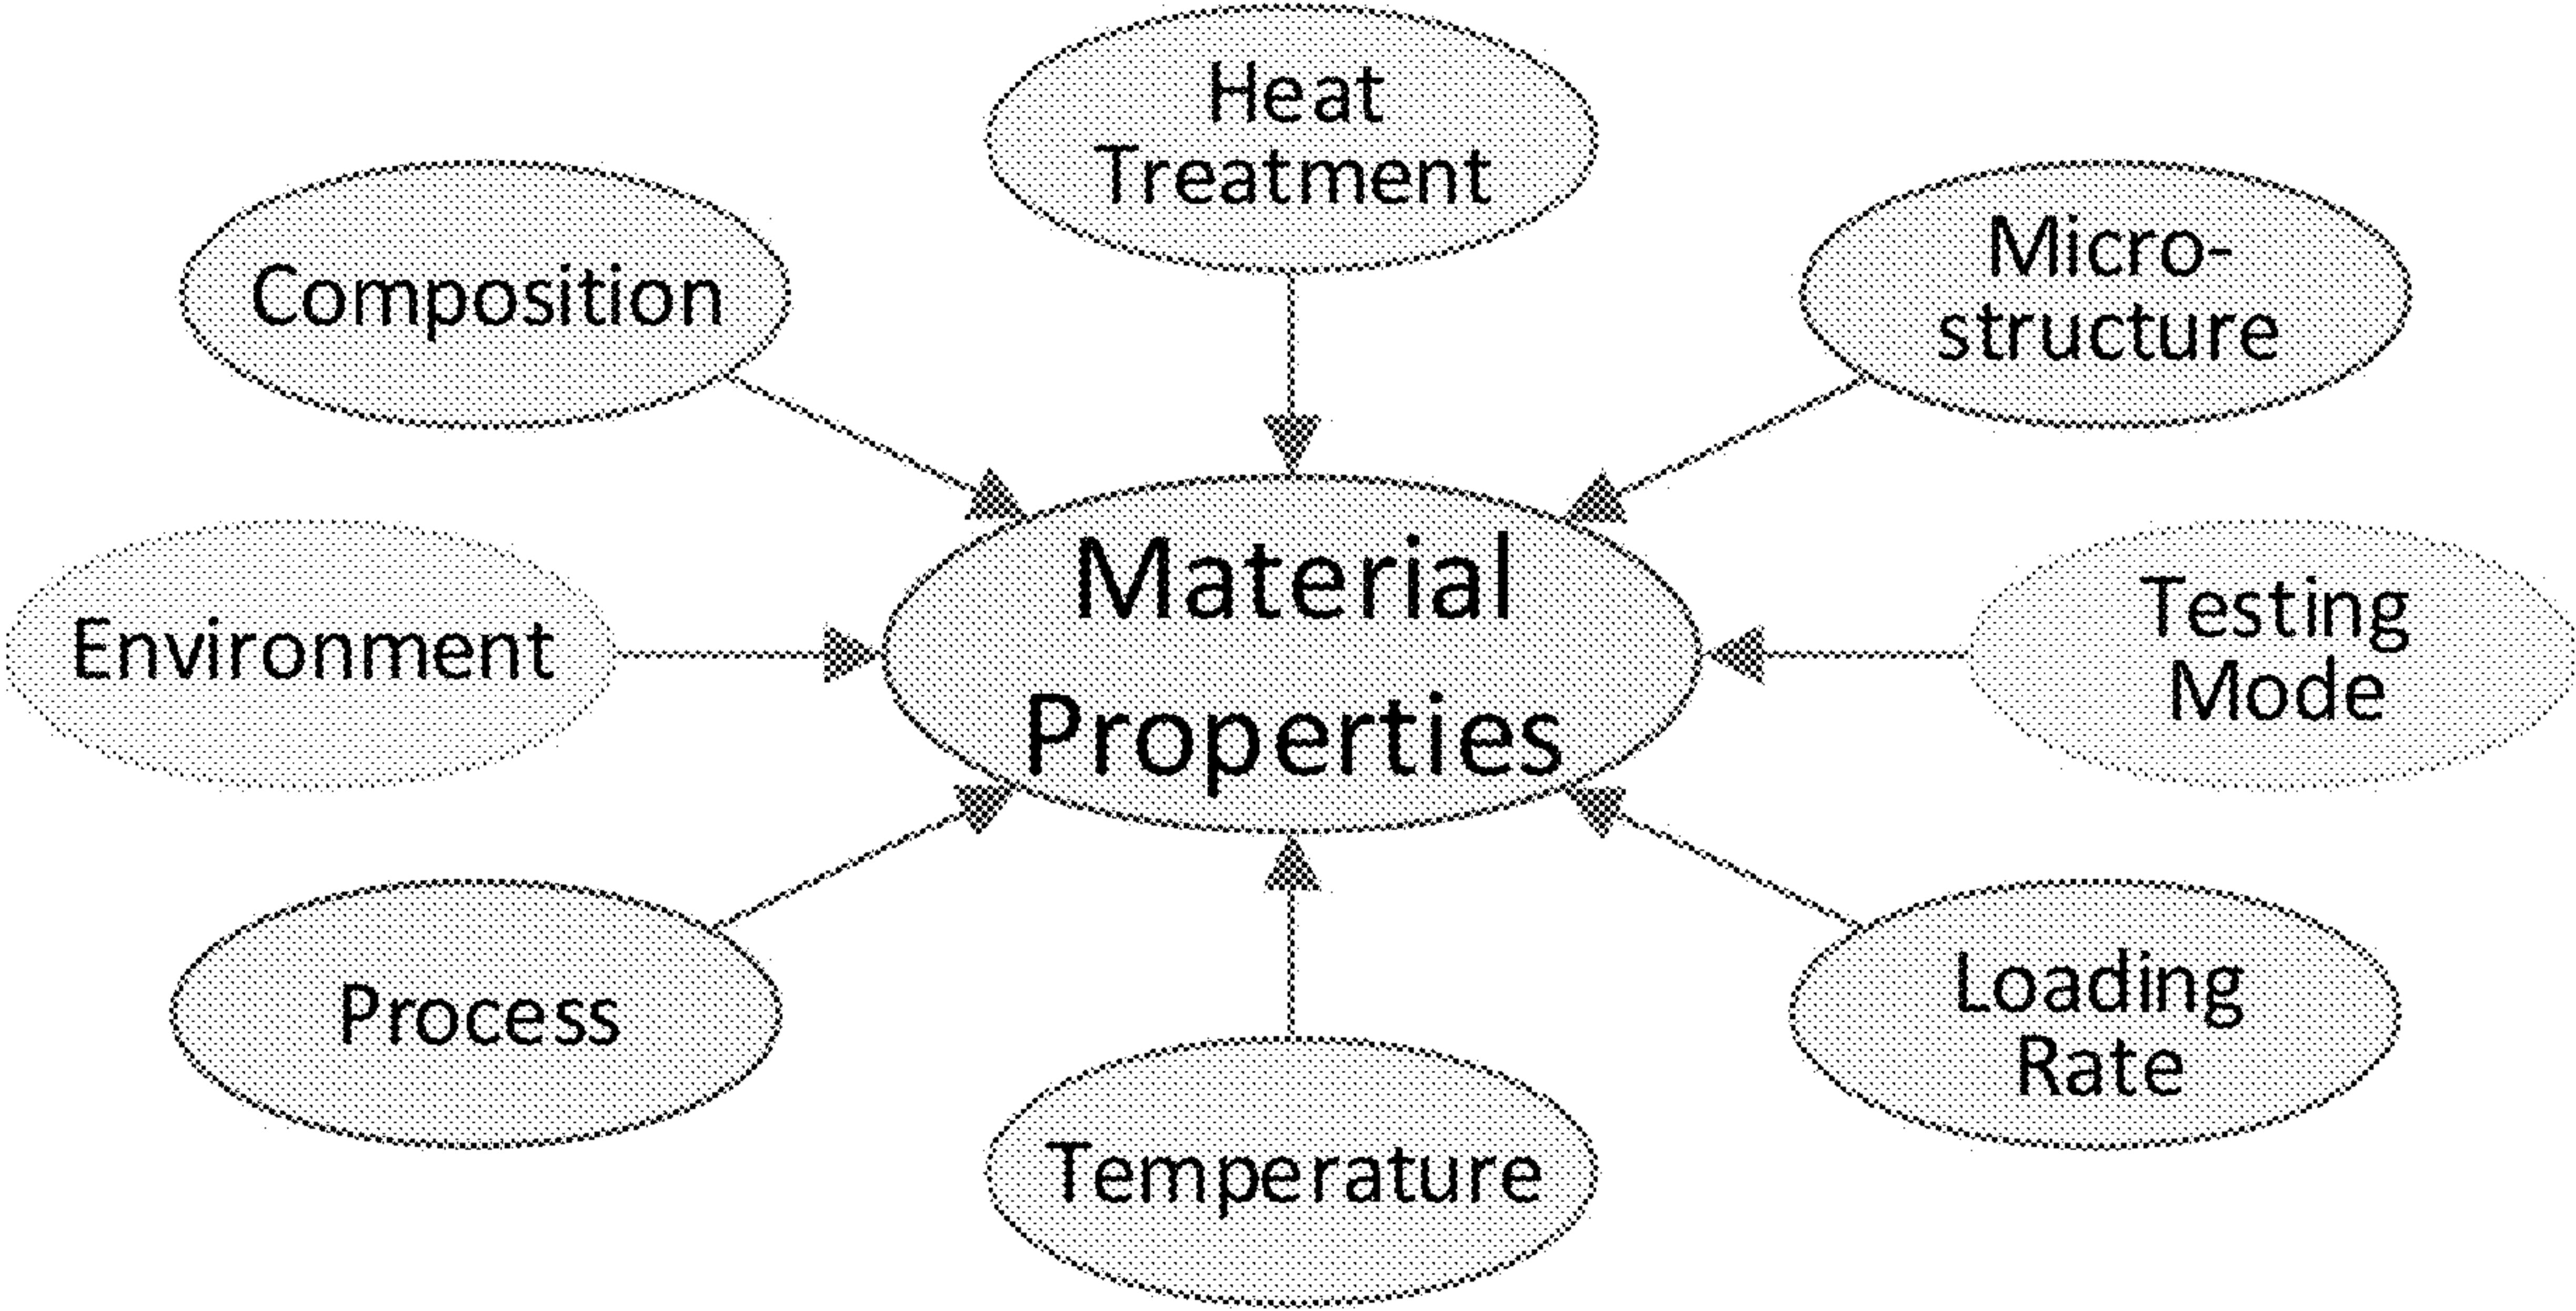 Heat
Treatment
Composition
Micro-
structure
Material
Properties
Environment
Testing
Mode
Process
Loading
Rate
Temperature